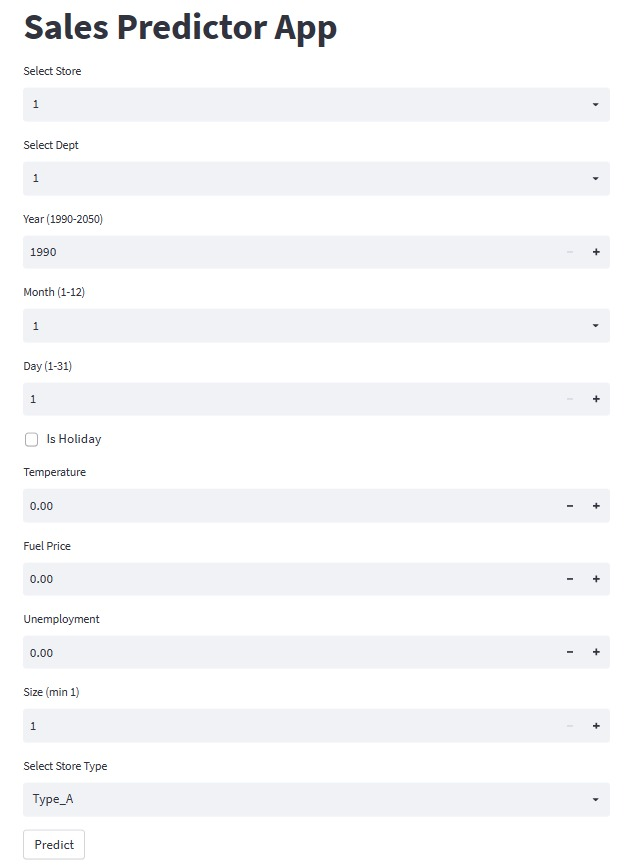 Sales Predictor App
Select Store
1
Select Dept
1
Year (1990-2050)
1990
Month (1-12)
1
Day (1-31)
1
Is Holiday
Temperature
0.00
Fuel Price
0.00
Unemployment
0.00
Size (min 1)
1
Select Store Type
Type_A
Predict